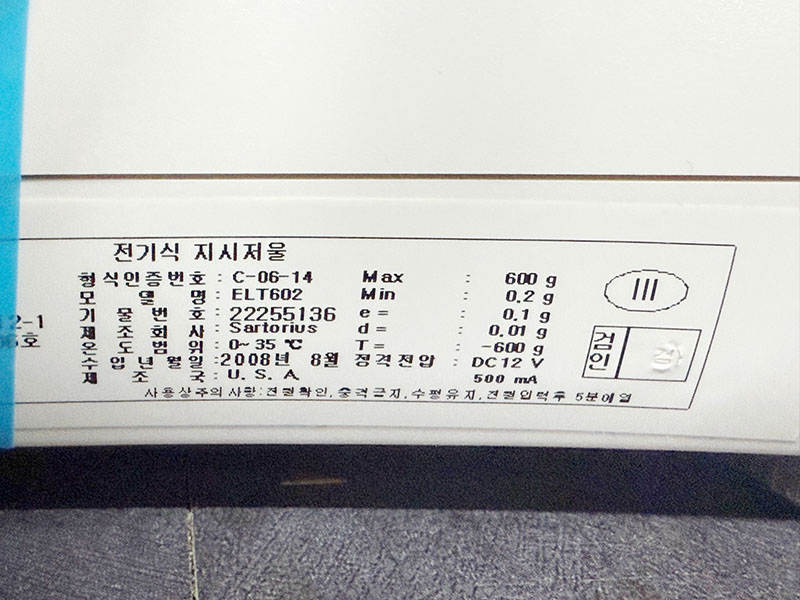 전기식 지시저울
형식인증번호 : C-06-14 Max : 600 g
모 델 명 : ELT602 Min : 0.2 g
기 물 번 호 : 22255136 e = : 0.1 g
제 조 회 사 : Sartorius d = : 0.01 g
온 도 범 위 : 0~ 35 ℃ T = : -600 g
수입년월일 : 2008년 8월 정격전압 : DC 12 V
제 조 국 : U. S. A 500 mA
사용상주의사항:전원확인,충격금지,수평유지,전원입력후 5분예열
III
검인
2-1
호